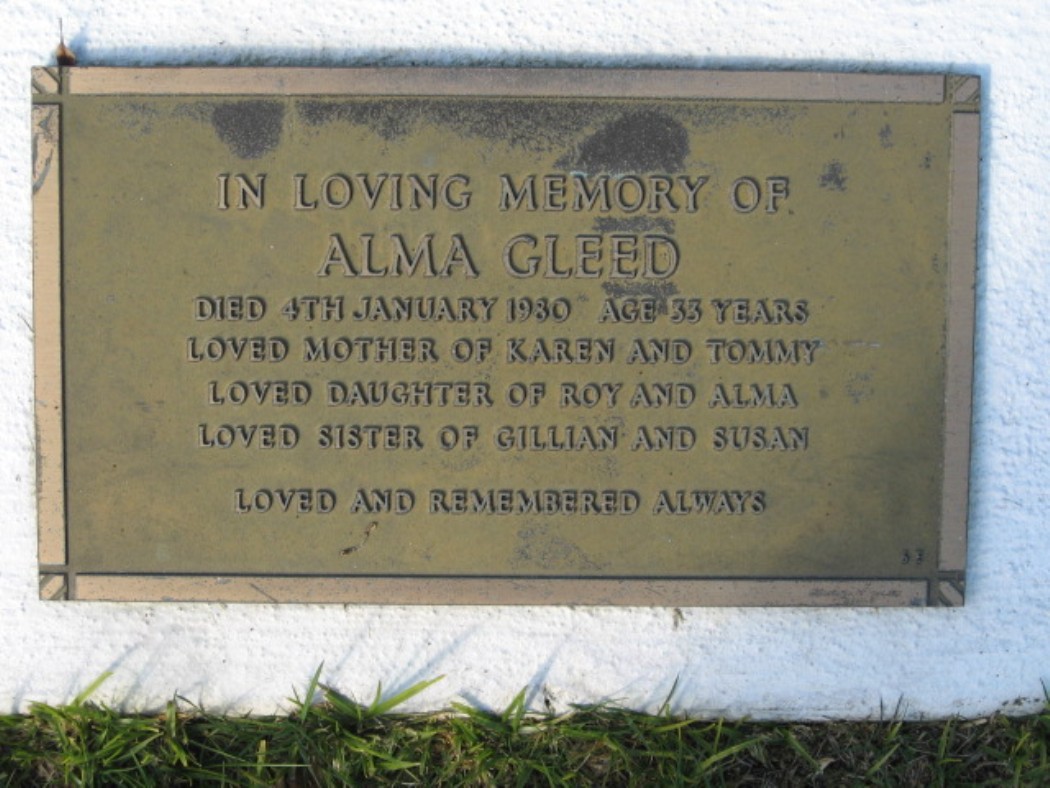 IN LOVING MEMORY OF
ALMA GLEED
DIED 4TH JANUARY 1980 AGE 33 YEARS
LOVED MOTHER OF KAREN AND TOMMY
LOVED DAUGHTER OF ROY AND ALMA
LOVED SISTER OF GILLIAN AND SUSAN
LOVED AND REMEMBERED ALWAYS